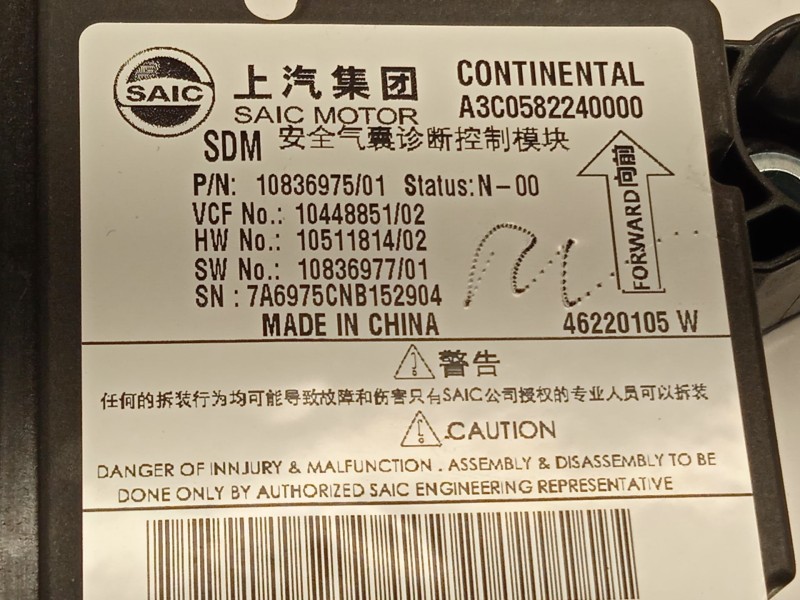 SAIC
上汽集团
SAIC MOTOR
CONTINENTAL
A3C0582240000
SDM 安全气囊诊断控制模块
P/N: 10836975/01 Status:N-00
VCF No.: 10448851/02
HW No.: 10511814/02
SW No.: 10836977/01
SN : 7A6975CNB152904
MADE IN CHINA
FORWARD向前
46220105 W
警告
任何的拆装行为均可能导致故障和伤害只有SAIC公司授权的专业人员可以拆装
CAUTION
DANGER OF INNJURY & MALFUNCTION . ASSEMBLY & DISASSEMBLY TO BE
DONE ONLY BY AUTHORIZED SAIC ENGINEERING REPRESENTATIVE